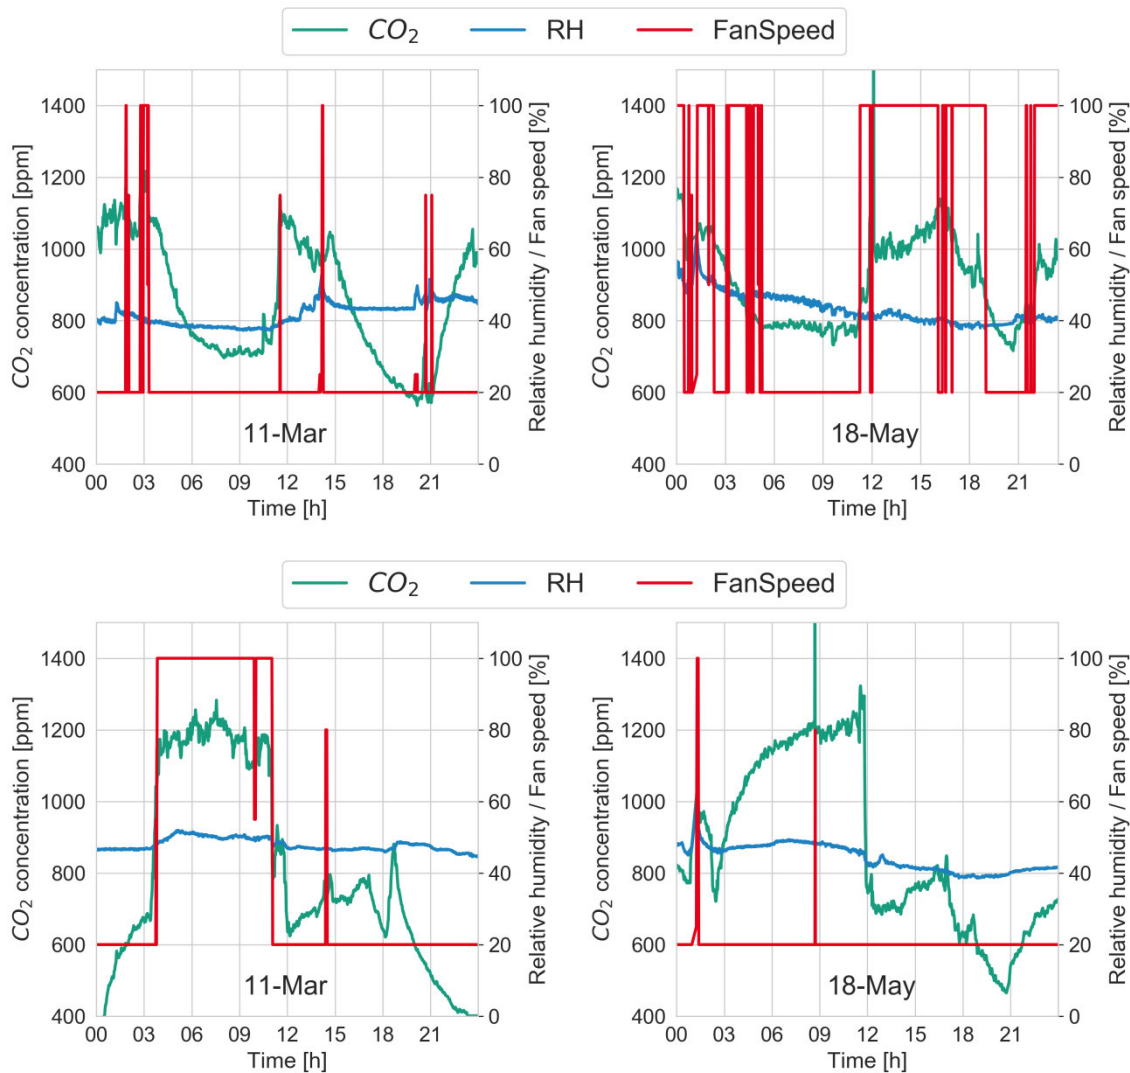 CO2 RH FanSpeed
1400
1200
1000
800
600
400
CO2 concentration [ppm]
100
80
60
40
20
0
Relative humidity / Fan speed [%]
11-Mar
00 03 06 09 12 15 18 21
Time [h]
1400
1200
1000
800
600
400
CO2 concentration [ppm]
100
80
60
40
20
0
Relative humidity / Fan speed [%]
18-May
00 03 06 09 12 15 18 21
Time [h]
CO2 RH FanSpeed
1400
1200
1000
800
600
400
CO2 concentration [ppm]
100
80
60
40
20
0
Relative humidity / Fan speed [%]
11-Mar
00 03 06 09 12 15 18 21
Time [h]
1400
1200
1000
800
600
400
CO2 concentration [ppm]
100
80
60
40
20
0
Relative humidity / Fan speed [%]
18-May
00 03 06 09 12 15 18 21
Time [h]